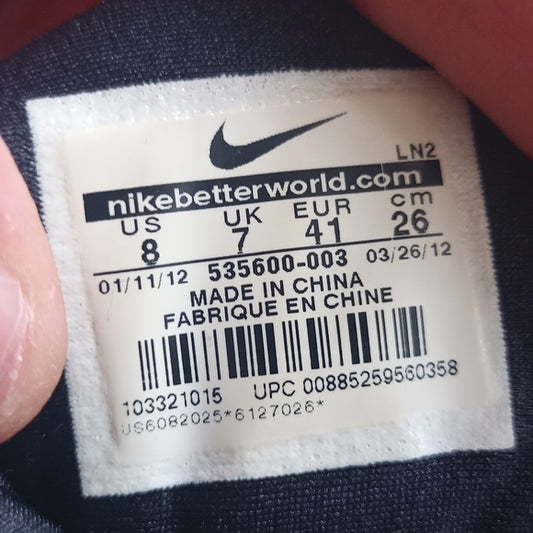 LN2
nikebetterworld.com
US UK EUR cm
8 7 41 26
01/11/12 535600-003 03/26/12
MADE IN CHINA
FABRIQUE EN CHINE
103321015 UPC 00885259560358
US6082025*6127026*